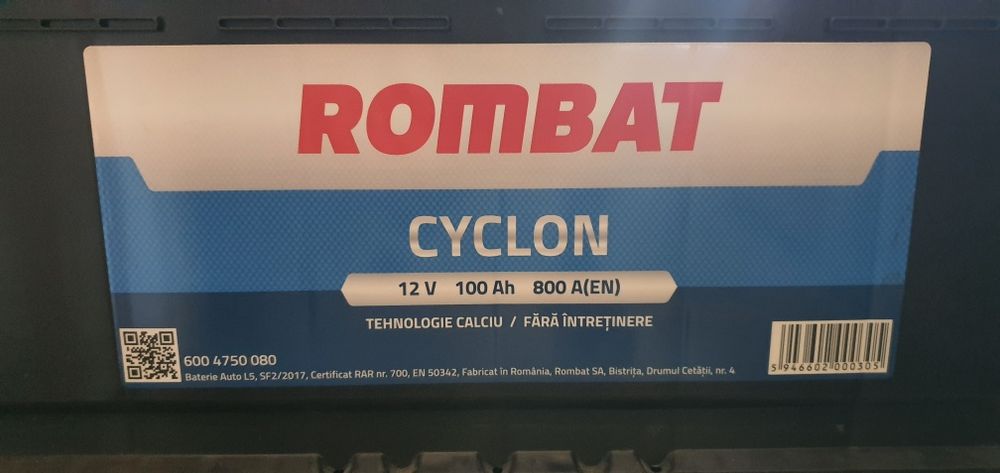 ROMBAT
CYCLON
12 V 100 Ah 800 A(EN)
TEHNOLOGIE CALCIU / FĂRĂ ÎNTREȚINERE
600 4750 080
Baterie Auto L5, SF2/2017, Certificat RAR nr. 700, EN 50342, Fabricat în România, Rombat SA, Bistrița, Drumul Cetății, nr. 4
5 946602 000305